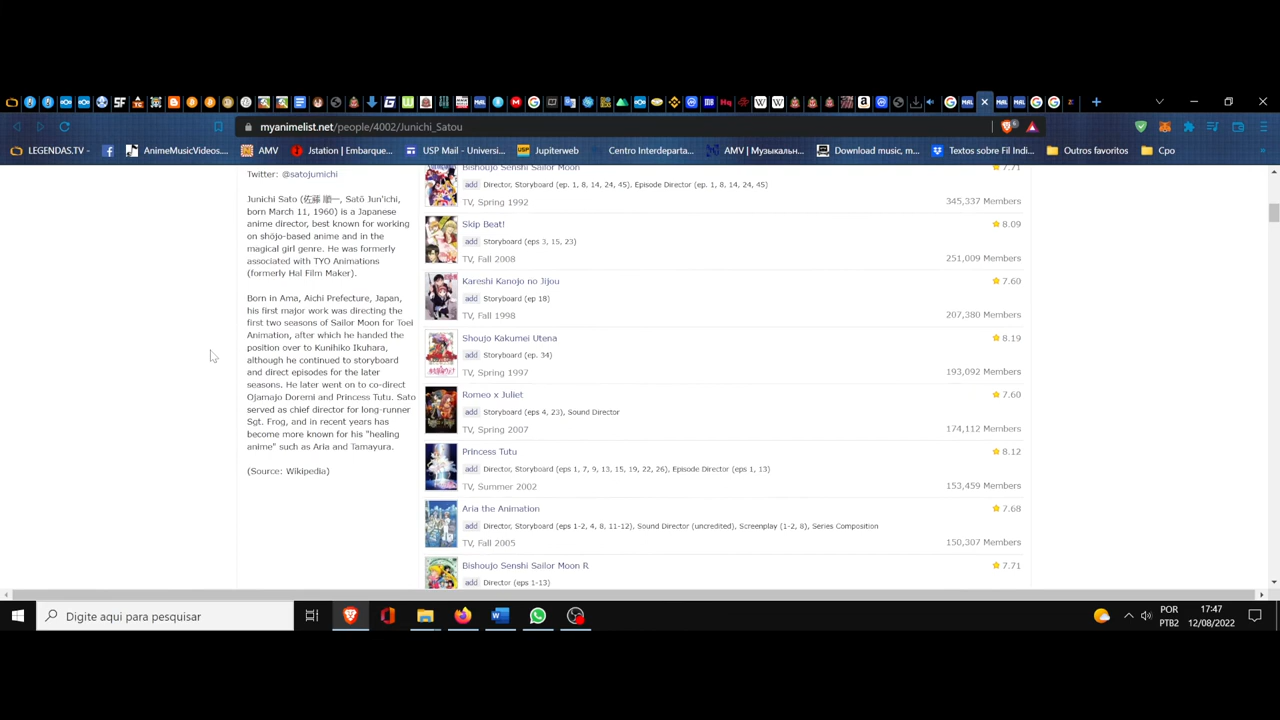 myanimelist.net/people/4002/Junichi_Satou
LEGENDAS.TV -
AnimeMusicVideos....
AMV
Jstation | Embarque...
USP Mail - Universi...
Jupiterweb
Centro Interdeparta...
AMV | Музыкальн...
Download music, m...
Textos sobre Fil Indi...
Outros favoritos
Cpo
Twitter: @satojumichi
Junichi Sato (佐藤 順一, Satō Jun'ichi,
born March 11, 1960) is a Japanese
anime director, best known for working
on shōjo-based anime and in the
magical girl genre. He was formerly
associated with TYO Animations
(formerly Hal Film Maker).
Born in Ama, Aichi Prefecture, Japan,
his first major work was directing the
first two seasons of Sailor Moon for Toei
Animation, after which he handed the
position over to Kunihiko Ikuhara,
although he continued to storyboard
and direct episodes for the later
seasons. He later went on to co-direct
Ojamajo Doremi and Princess Tutu. Sato
served as chief director for long-runner
Sgt. Frog, and in recent years has
become more known for his "healing
anime" such as Aria and Tamayura.
(Source: Wikipedia)
Bishoujo Senshi Sailor Moon 7.71
add Director, Storyboard (ep. 1, 8, 14, 24, 45), Episode Director (ep. 1, 8, 14, 24, 45)
TV, Spring 1992 345,337 Members
Skip Beat! 8.09
add Storyboard (eps 3, 15, 23)
TV, Fall 2008 251,009 Members
Kareshi Kanojo no Jijou 7.60
add Storyboard (ep 18)
TV, Fall 1998 207,380 Members
Shoujo Kakumei Utena 8.19
add Storyboard (ep. 34)
TV, Spring 1997 193,092 Members
Romeo x Juliet 7.60
add Storyboard (eps 4, 23), Sound Director
TV, Spring 2007 174,112 Members
Princess Tutu 8.12
add Director, Storyboard (eps 1, 7, 9, 13, 15, 19, 22, 26), Episode Director (eps 1, 13)
TV, Summer 2002 153,459 Members
Aria the Animation 7.68
add Director, Storyboard (eps 1-2, 4, 8, 11-12), Sound Director (uncredited), Screenplay (1-2, 8), Series Composition
TV, Fall 2005 150,307 Members
Bishoujo Senshi Sailor Moon R 7.71
add Director (eps 1-13)
Digite aqui para pesquisar
POR
PTB2
17:47
12/08/2022